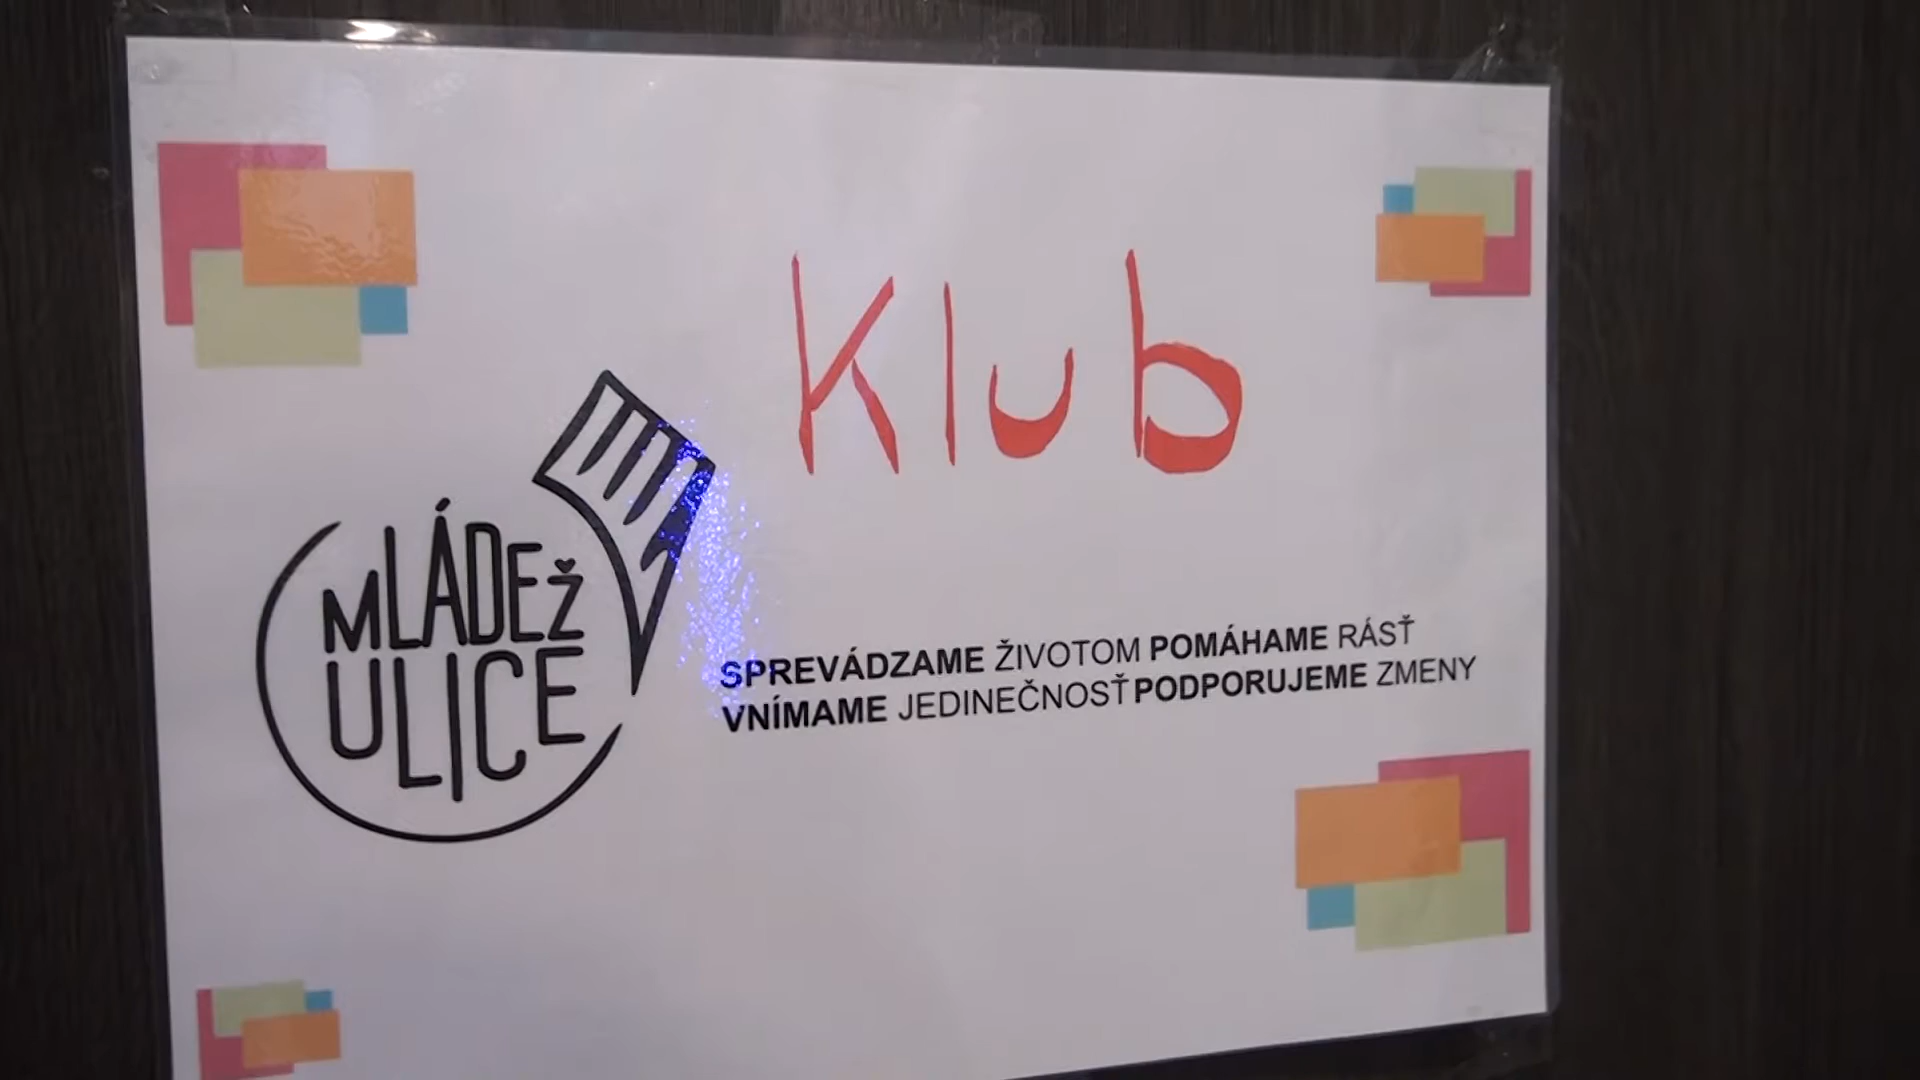 Klub
MLÁDEŽ
ULICE
SPREVÁDZAME ŽIVOTOM POMÁHAME RÁSŤ
VNÍMAME JEDINEČNOSŤ PODPORUJEME ZMENY